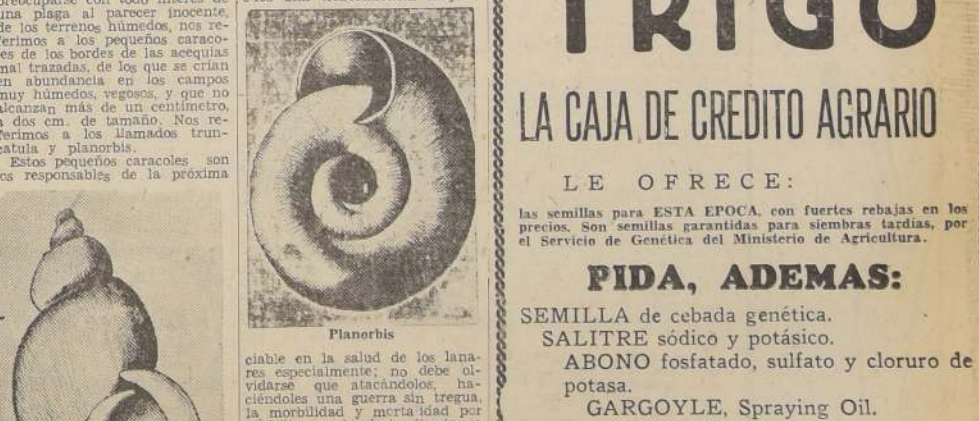 una plaga al parecer inocente,
de los terrenos húmedos, nos re-
ferimos a los pequeños caraco-
es de los bordes de las acequias
mal trazadas, de los que se crían
en abundancia en los campos
muy húmedos, vegosos, y que no
alcanzan más de un centímetro,
a dos cm. de tamaño. Nos re-
ferimos a los llamados trun-
catula y planorbis.
Estos pequeños caracoles son
os responsables de la próxima
Planorbis
ciable en la salud de los lana-
res especialmente; no debe ol-
vidarse que atacándolos, ha-
ciéndoles una guerra sin tregua,
la morbilidad y mortalidad por
TRIGO
LA CAJA DE CREDITO AGRARIO
LE OFRECE:
las semillas para ESTA EPOCA, con fuertes rebajas en los
precios. Son semillas garantidas para siembras tardías, por
el Servicio de Genética del Ministerio de Agricultura.
PIDA, ADEMAS:
SEMILLA de cebada genética.
SALITRE sódico y potásico.
ABONO fosfatado, sulfato y cloruro de
potasa.
GARGOYLE, Spraying Oil.